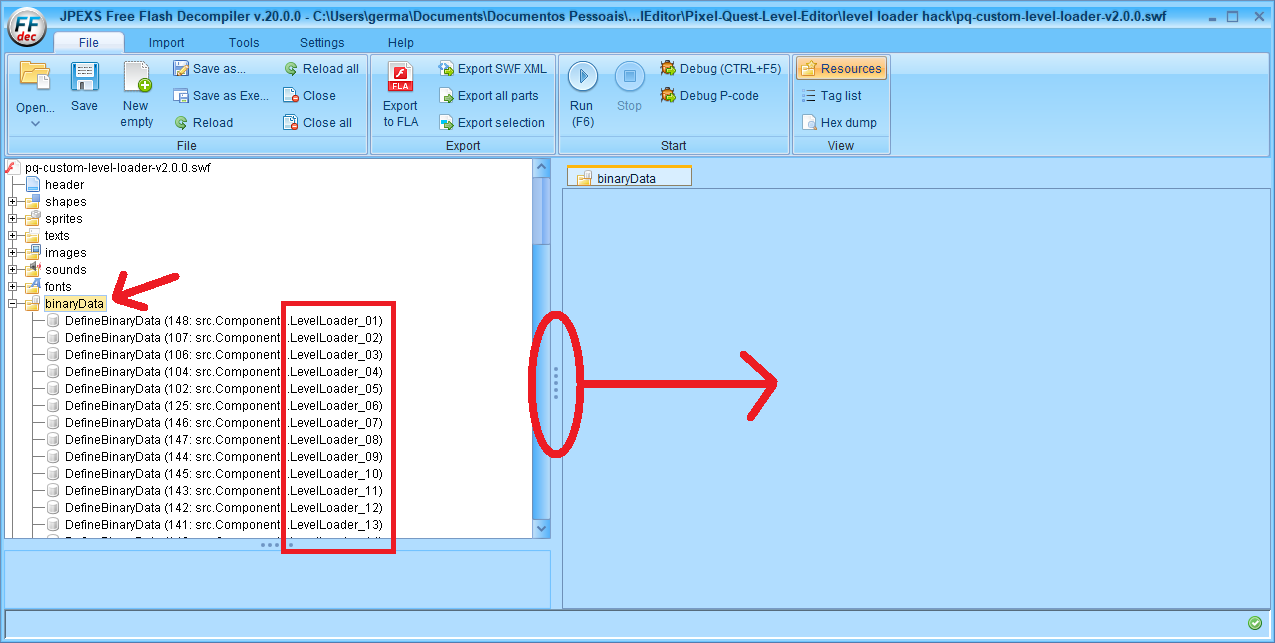 JPEXS Free Flash Decompiler v.20.0.0 - C:\Users\germa\Documents\Documentos Pessoais\...lEditor\Pixel-Quest-Level-Editor\level loader hack\pq-custom-level-loader-v2.0.0.swf
FF
dec
File Import Tools Settings Help
Open...
Save
New
empty
Save as...
Save as Exe...
Reload
Reload all
Close
Close all
File
FLA
Export
to FLA
Export SWF XML
Export all parts
Export selection
Export
Run
(F6)
Stop
Debug (CTRL+F5)
Debug P-code
Start
Resources
Tag list
Hex dump
View
pq-custom-level-loader-v2.0.0.swf
header
shapes
sprites
texts
images
sounds
fonts
binaryData
DefineBinaryData (148: src.Component .LevelLoader_01)
DefineBinaryData (107: src.Component .LevelLoader_02)
DefineBinaryData (106: src.Component .LevelLoader_03)
DefineBinaryData (104: src.Component .LevelLoader_04)
DefineBinaryData (102: src.Component .LevelLoader_05)
DefineBinaryData (125: src.Component .LevelLoader_06)
DefineBinaryData (146: src.Component .LevelLoader_07)
DefineBinaryData (147: src.Component .LevelLoader_08)
DefineBinaryData (144: src.Component .LevelLoader_09)
DefineBinaryData (145: src.Component .LevelLoader_10)
DefineBinaryData (143: src.Component .LevelLoader_11)
DefineBinaryData (142: src.Component .LevelLoader_12)
DefineBinaryData (141: src.Component .LevelLoader_13)
binaryData